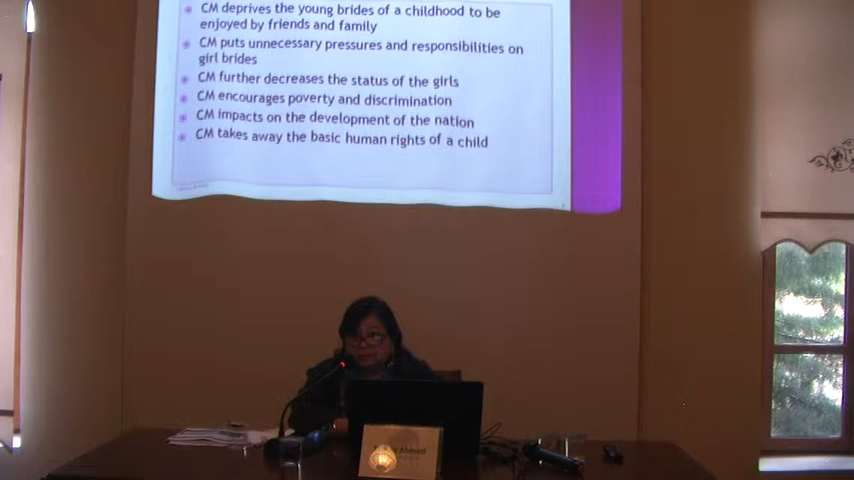 CM deprives the young brides of a childhood to be
enjoyed by friends and family
CM puts unnecessary pressures and responsibilities on
girl brides
CM further decreases the status of the girls
CM encourages poverty and discrimination
CM impacts on the development of the nation
CM takes away the basic human rights of a child
Ahmad